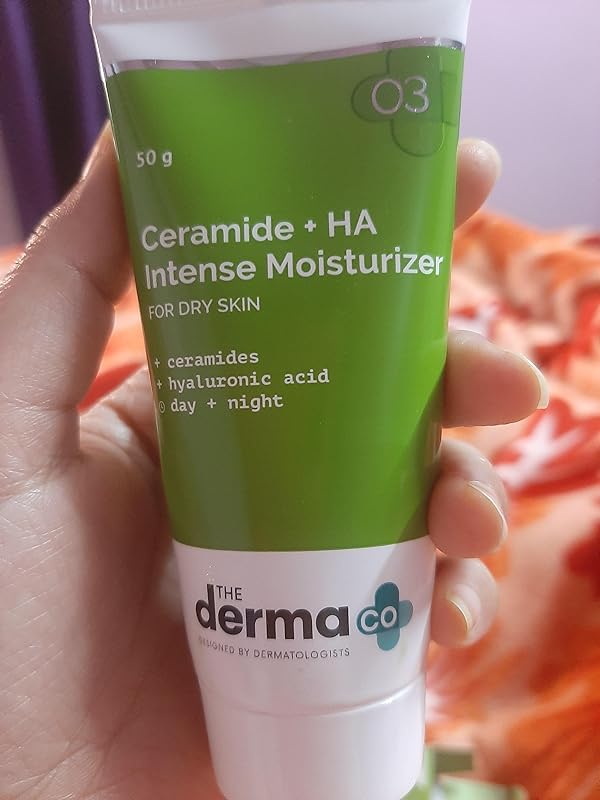 03
50 g
Ceramide + HA
Intense Moisturizer
FOR DRY SKIN
+ ceramides
+ hyaluronic acid
day + night
THE
derma co
DESIGNED BY DERMATOLOGISTS